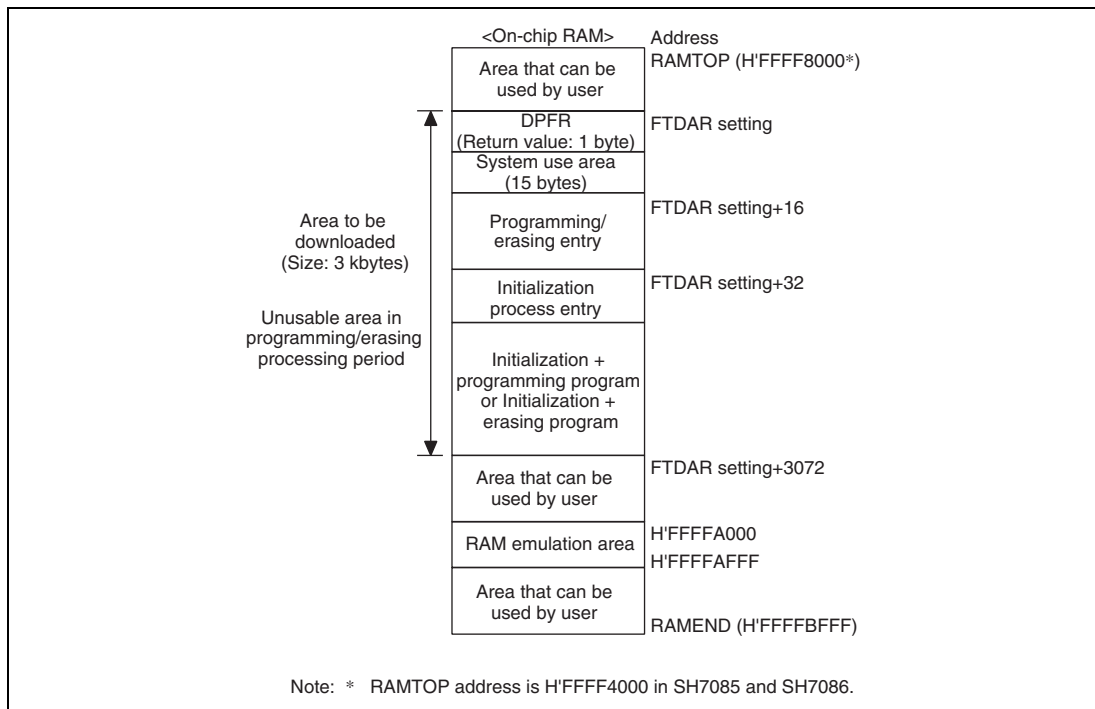 <On-chip RAM>
Address
Area that can be
used by user
RAMTOP (H'FFFF8000*)
DPFR
(Return value: 1 byte)
FTDAR setting
System use area
(15 bytes)
Area to be
downloaded
(Size: 3 kbytes)
Unusable area in
programming/erasing
processing period
Programming/
erasing entry
FTDAR setting+16
Initialization
process entry
FTDAR setting+32
Initialization +
programming program
or Initialization +
erasing program
Area that can be
used by user
FTDAR setting+3072
RAM emulation area
H'FFFFA000
H'FFFFAFFF
Area that can be
used by user
RAMEND (H'FFFFBFFF)
Note: * RAMTOP address is H'FFFF4000 in SH7085 and SH7086.